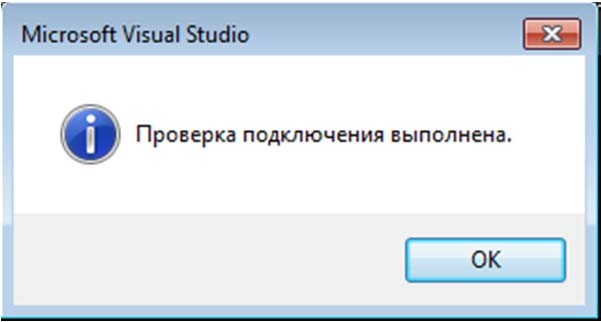 Microsoft Visual Studio
Проверка подключения выполнена.
OK